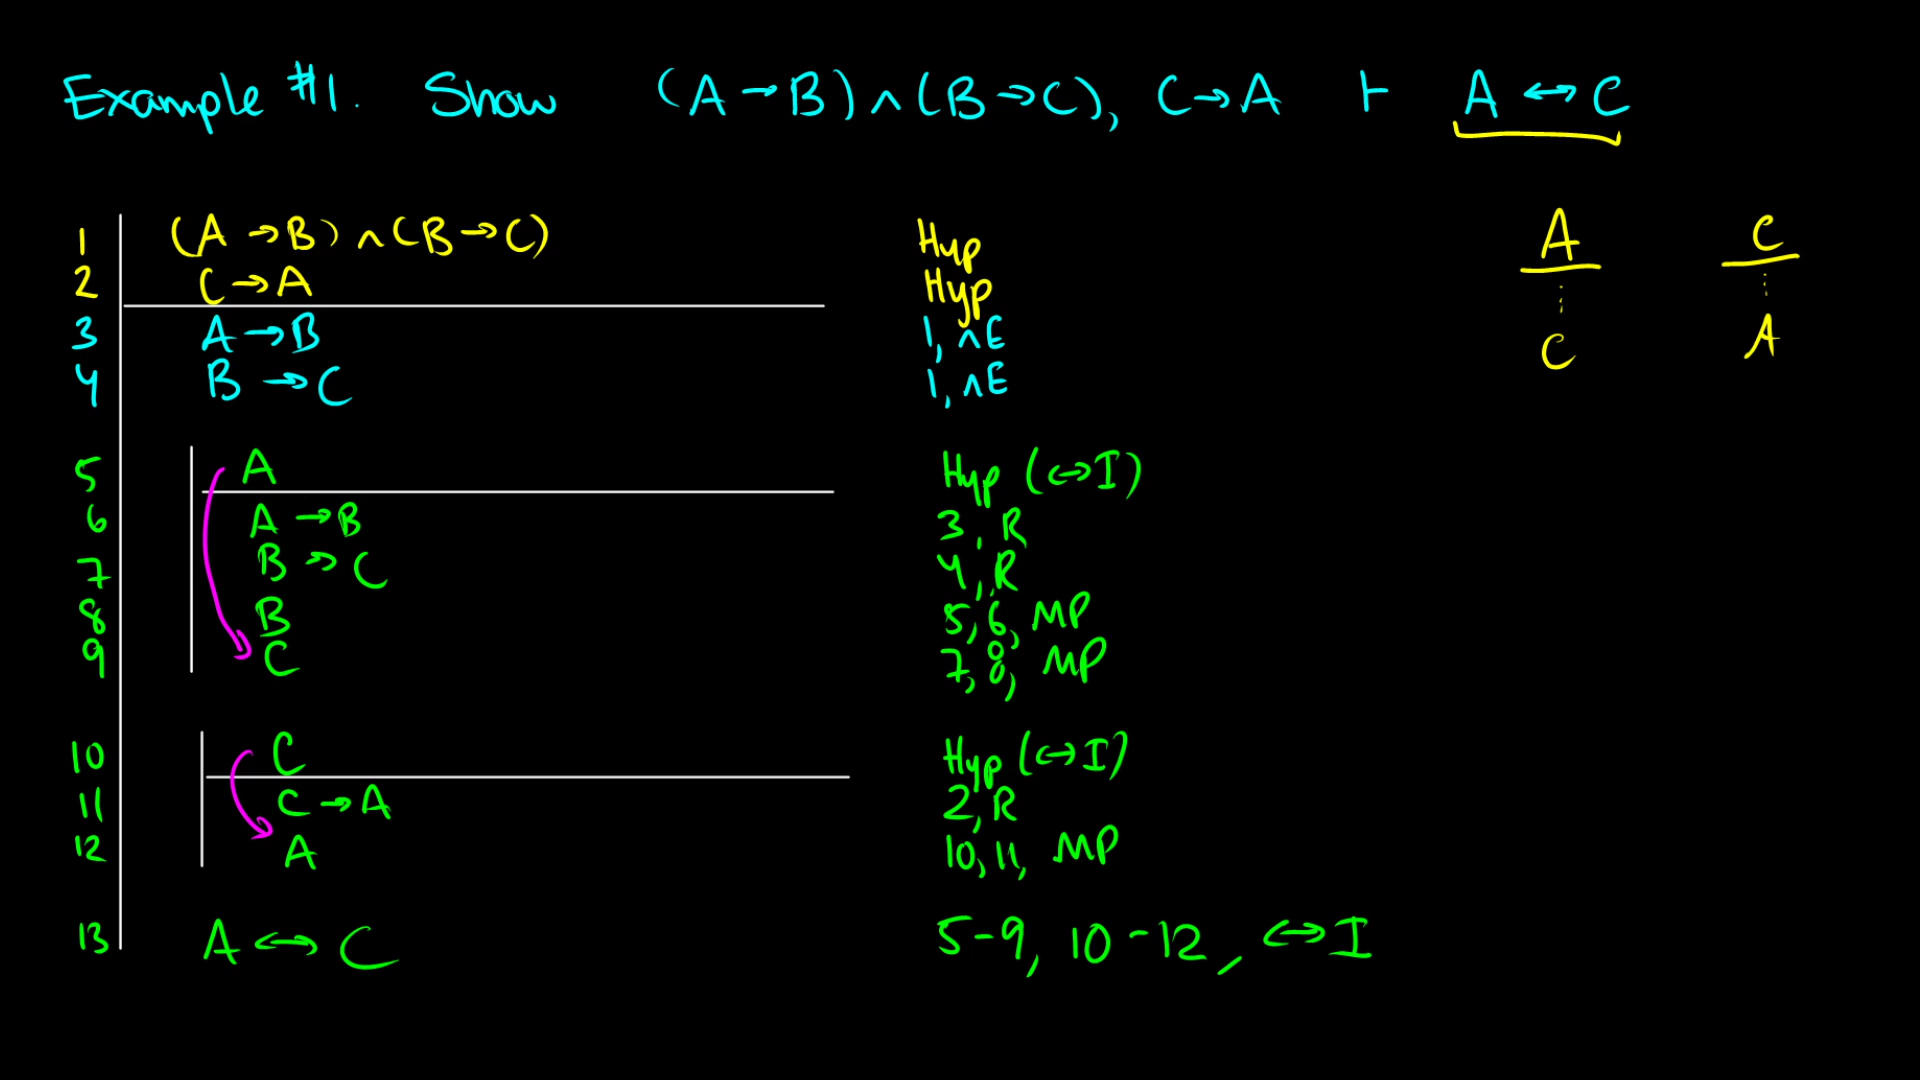 Example #1. Show (A → B) ∧ (B → C), C → A ⊢ A ↔ C
1 (A → B) ∧ (B → C) Hyp
2 C → A Hyp
3 A → B 1, ∧E
4 B → C 1, ∧E
5 A Hyp (↔I)
6 A → B 3, R
7 B → C 4, R
8 B 5, 6, MP
9 C 7, 8, MP
10 C Hyp (↔I)
11 C → A 2, R
12 A 10, 11, MP
13 A ↔ C 5-9, 10-12, ↔I
A C
⋮ ⋮
C A